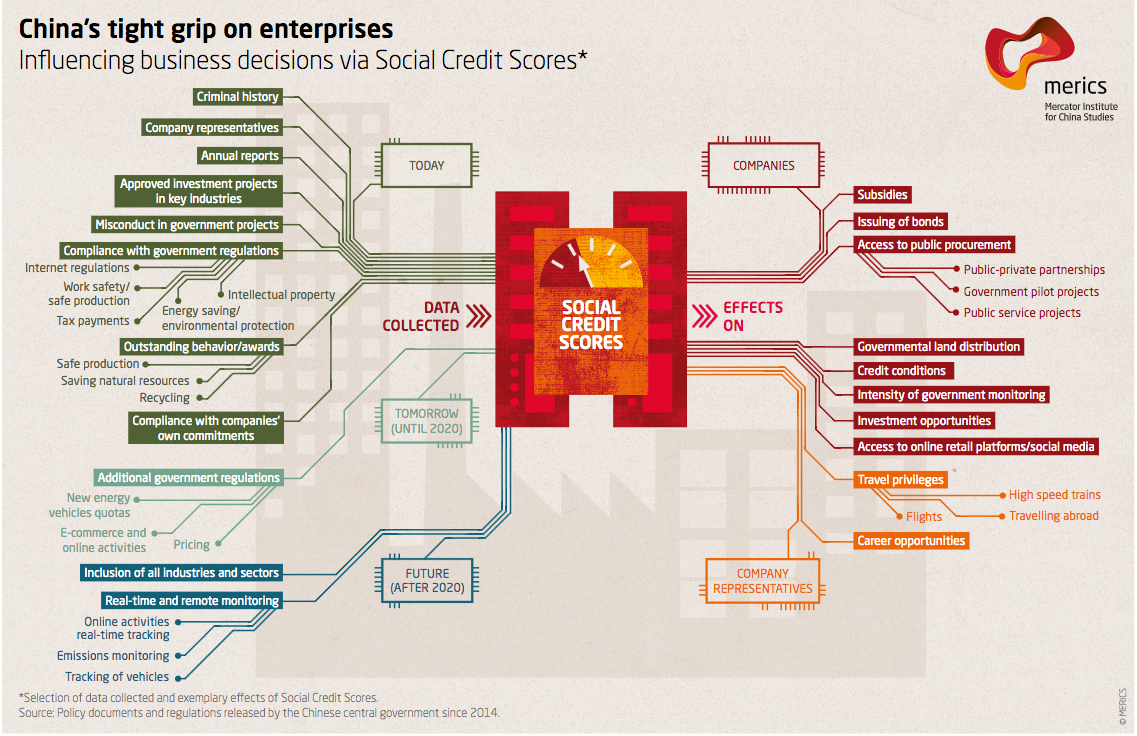 China's tight grip on enterprises
Influencing business decisions via Social Credit Scores*
merics
Mercator Institute
for China Studies
Criminal history
Company representatives
Annual reports
Approved investment projects
in key industries
Misconduct in government projects
Compliance with government regulations
Internet regulations
Work safety/
safe production
Tax payments
Intellectual property
Energy saving/
environmental protection
Outstanding behavior/awards
Safe production
Saving natural resources
Recycling
Compliance with companies'
own commitments
TODAY
DATA
COLLECTED
TOMORROW
(UNTIL 2020)
Additional government regulations
New energy
vehicles quotas
E-commerce and
online activities
Pricing
Inclusion of all industries and sectors
Real-time and remote monitoring
Online activities
real-time tracking
Emissions monitoring
Tracking of vehicles
FUTURE
(AFTER 2020)
SOCIAL
CREDIT
SCORES
EFFECTS
ON
COMPANIES
Subsidies
Issuing of bonds
Access to public procurement
Public-private partnerships
Government pilot projects
Public service projects
Governmental land distribution
Credit conditions
Intensity of government monitoring
Investment opportunities
Access to online retail platforms/social media
Travel privileges
High speed trains
Flights
Travelling abroad
Career opportunities
COMPANY
REPRESENTATIVES
*Selection of data collected and exemplary effects of Social Credit Scores.
Source: Policy documents and regulations released by the Chinese central government since 2014.
© MERICS